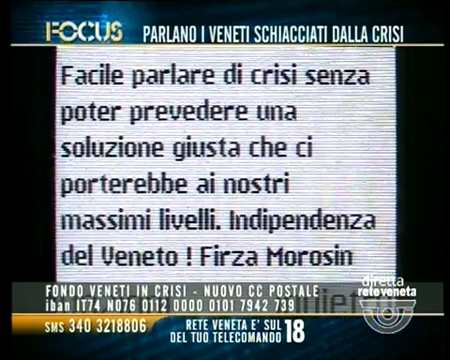 FOCUS
PARLANO I VENETI SCHIACCIATI DALLA CRISI
Facile parlare di crisi senza
poter prevedere una
soluzione giusta che ci
porterebbe ai nostri
massimi livelli. Indipendenza
del Veneto ! Firza Morosin
diretta
reteveneta
FONDO VENETI IN CRISI - NUOVO CC POSTALE
iban IT74 N076 0112 0000 0101 7942 739
SMS 340 3218806
RETE VENETA E' SUL
DEL TUO TELECOMANDO 18